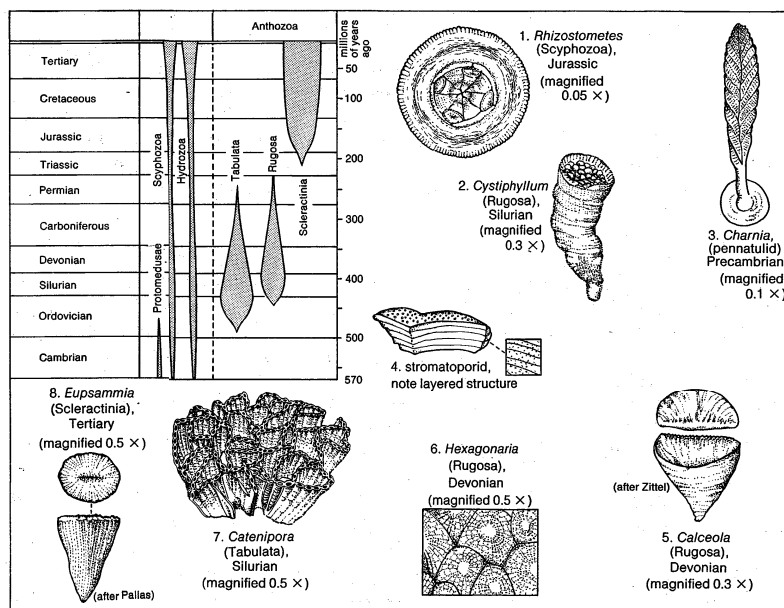 Anthozoa
millions
of years
ago
Tertiary
Cretaceous
Jurassic
Triassic
Permian
Carboniferous
Devonian
Silurian
Ordovician
Cambrian
Protomedusae
Scyphozoa
Hydrozoa
Tabulata
Rugosa
Scleractinia
50
100
200
300
400
500
570
1. Rhizostometes
(Scyphozoa),
Jurassic
(magnified
0.05 ×)
2. Cystiphyllum
(Rugosa),
Silurian
(magnified
0.3 ×)
3. Charnia,
(pennatulid)
Precambrian
(magnified
0.1 ×)
4. stromatoporid,
note layered structure
8. Eupsammia
(Scleractinia),
Tertiary
(magnified 0.5 ×)
(after Pallas)
7. Catenipora
(Tabulata),
Silurian
(magnified 0.5 ×)
6. Hexagonaria
(Rugosa),
Devonian
(magnified 0.5 ×)
(after Zittel)
5. Calceola
(Rugosa),
Devonian
(magnified 0.3 ×)